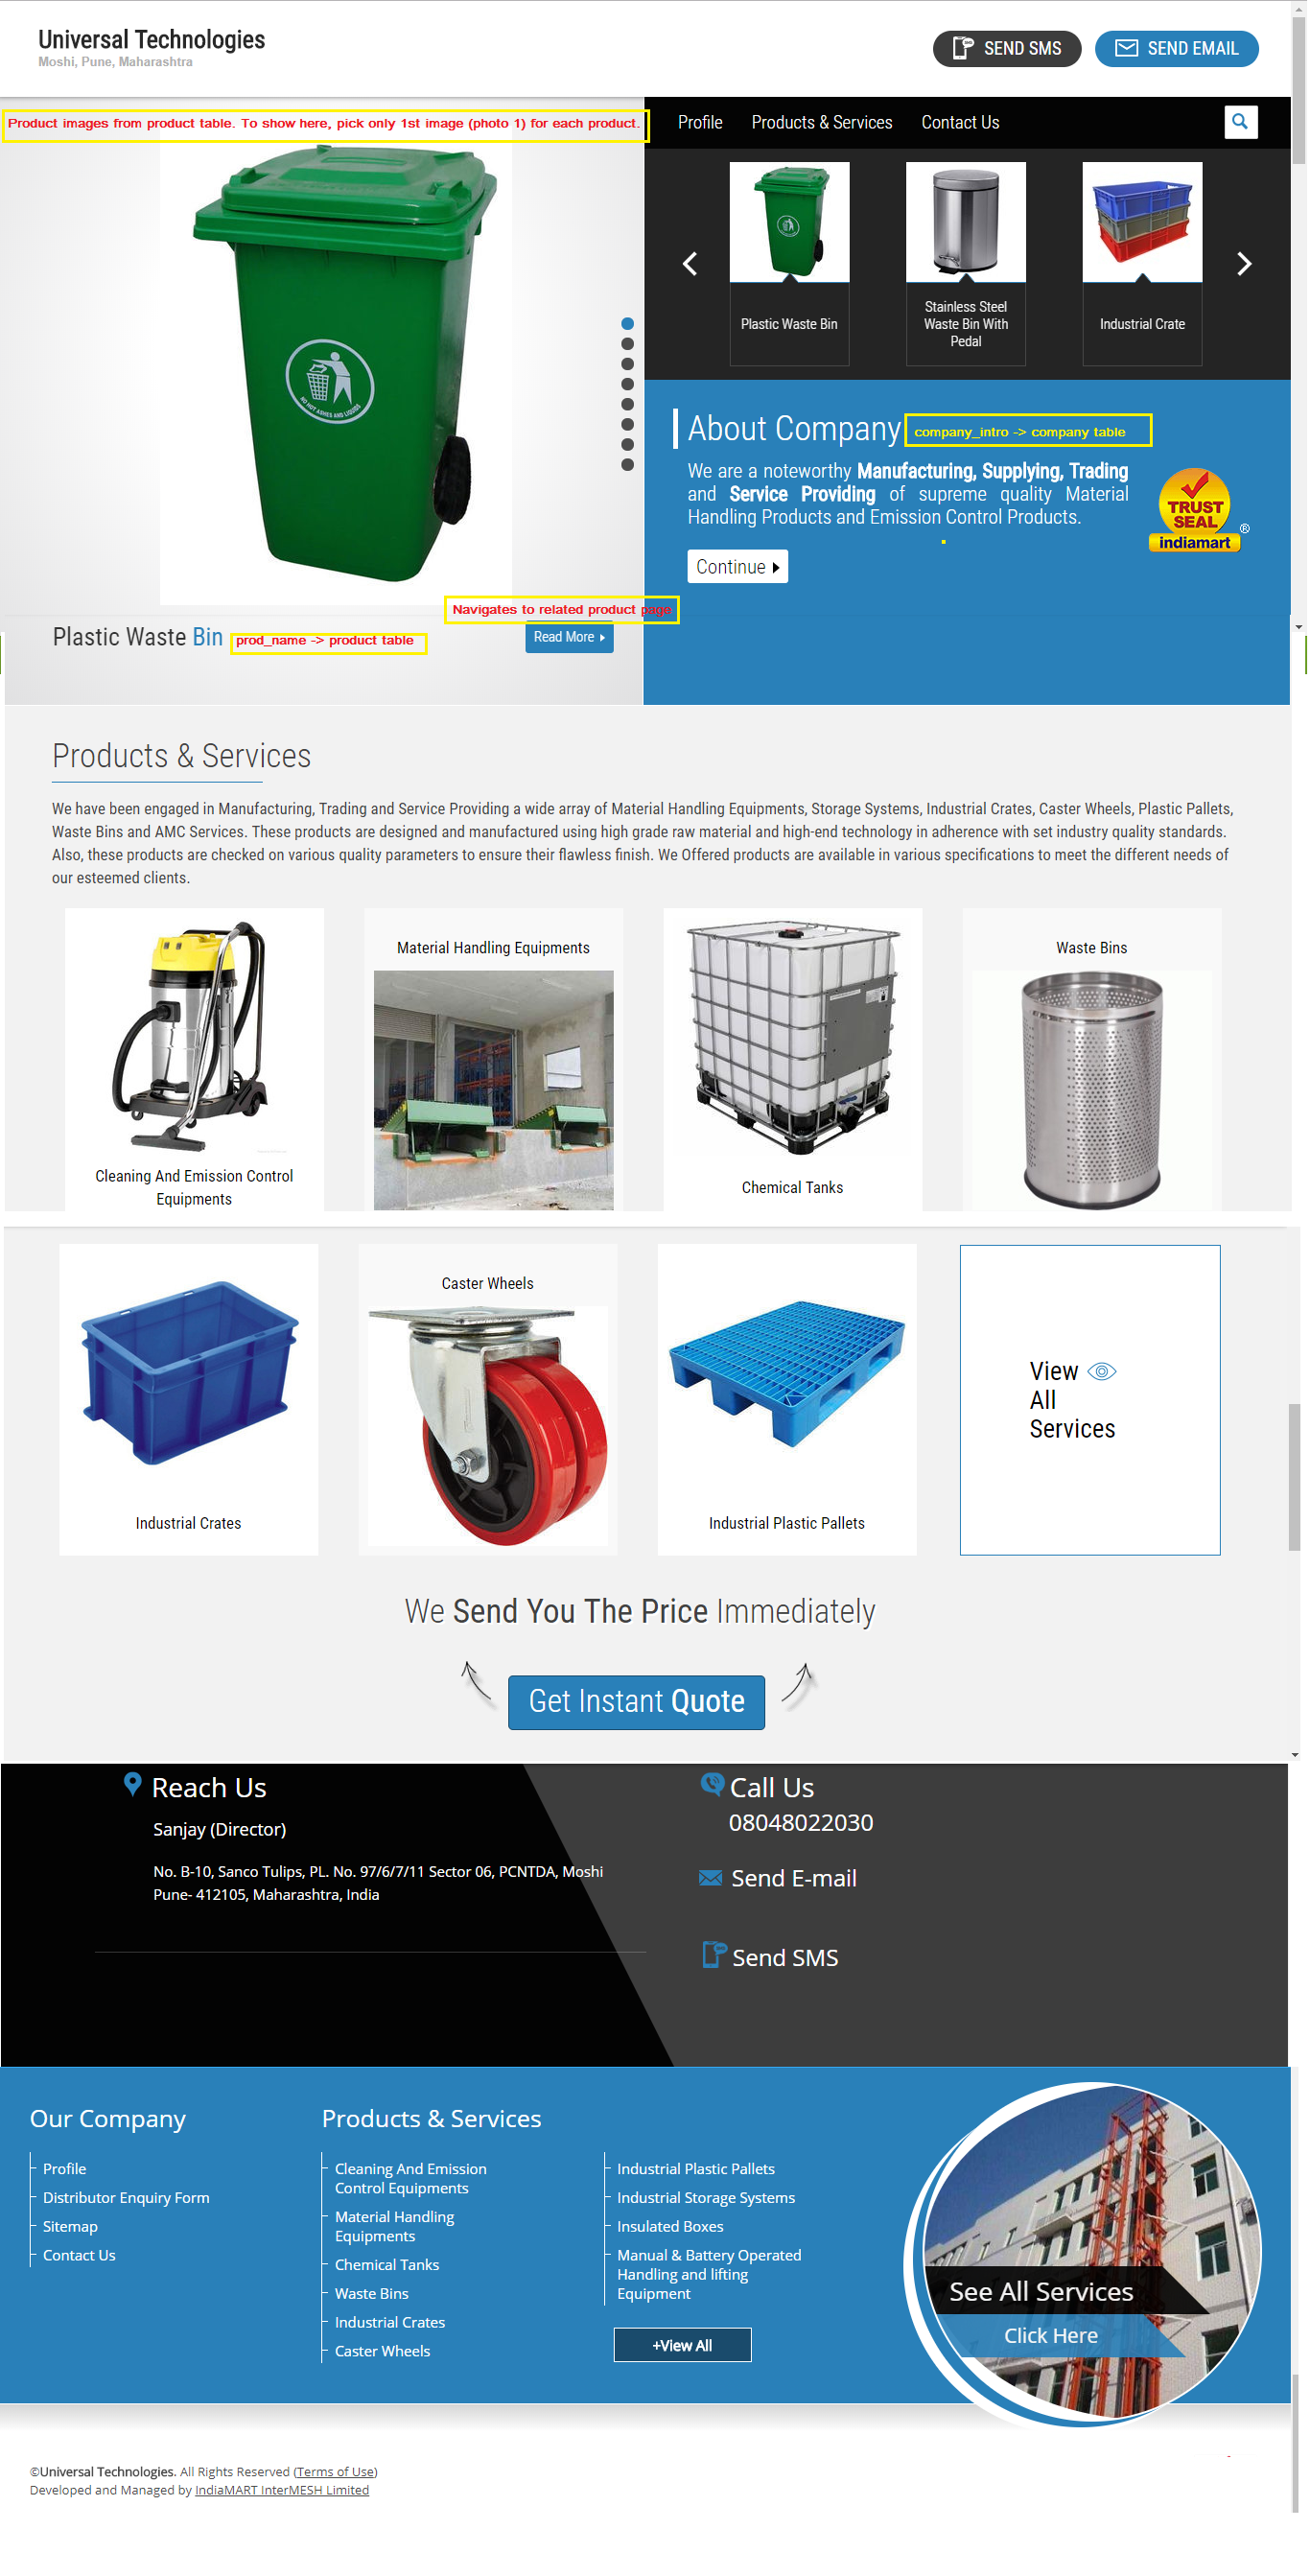 Universal Technologies
Moshi, Pune, Maharashtra
SEND SMS
SEND EMAIL
Product images from product table. To show here, pick only 1st image (photo 1) for each product.
Profile
Products & Services
Contact Us
Plastic Waste Bin
Stainless Steel
Waste Bin With
Pedal
Industrial Crate
NO HOT ASHES AND LIQUIDS
About Company
company_intro -> company table
We are a noteworthy Manufacturing, Supplying, Trading
and Service Providing of supreme quality Material
Handling Products and Emission Control Products.
TRUST
SEAL
indiamart
®
Continue
Navigates to related product page
Plastic Waste Bin
prod_name -> product table
Read More
Products & Services
We have been engaged in Manufacturing, Trading and Service Providing a wide array of Material Handling Equipments, Storage Systems, Industrial Crates, Caster Wheels, Plastic Pallets,
Waste Bins and AMC Services. These products are designed and manufactured using high grade raw material and high-end technology in adherence with set industry quality standards.
Also, these products are checked on various quality parameters to ensure their flawless finish. We Offered products are available in various specifications to meet the different needs of
our esteemed clients.
Material Handling Equipments
Waste Bins
Cleaning And Emission Control
Equipments
Chemical Tanks
Caster Wheels
View
All
Services
Industrial Crates
Industrial Plastic Pallets
We Send You The Price Immediately
Get Instant Quote
Reach Us
Sanjay (Director)
No. B-10, Sanco Tulips, PL. No. 97/6/7/11 Sector 06, PCNTDA, Moshi
Pune- 412105, Maharashtra, India
Call Us
08048022030
Send E-mail
Send SMS
Our Company
Profile
Distributor Enquiry Form
Sitemap
Contact Us
Products & Services
Cleaning And Emission
Control Equipments
Material Handling
Equipments
Chemical Tanks
Waste Bins
Industrial Crates
Caster Wheels
Industrial Plastic Pallets
Industrial Storage Systems
Insulated Boxes
Manual & Battery Operated
Handling and lifting
Equipment
+View All
See All Services
Click Here
©Universal Technologies. All Rights Reserved (Terms of Use)
Developed and Managed by IndiaMART InterMESH Limited